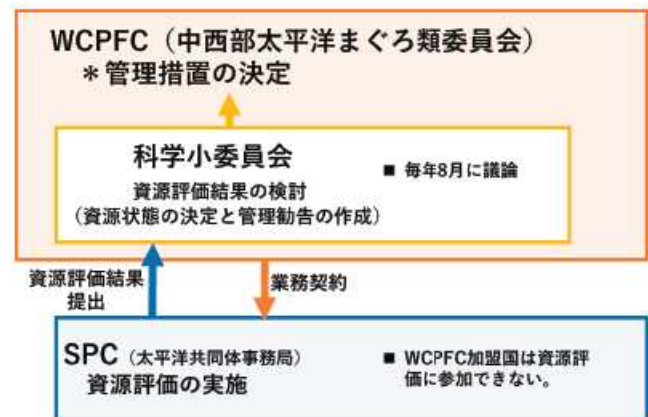 WCPFC（中西部太平洋まぐろ類委員会）
＊管理措置の決定
科学小委員会
■ 毎年8月に議論
資源評価結果の検討
（資源状態の決定と管理勧告の作成）
資源評価結果
提出
業務契約
SPC（太平洋共同体事務局）
資源評価の実施
■ WCPFC加盟国は資源評
価に参加できない。